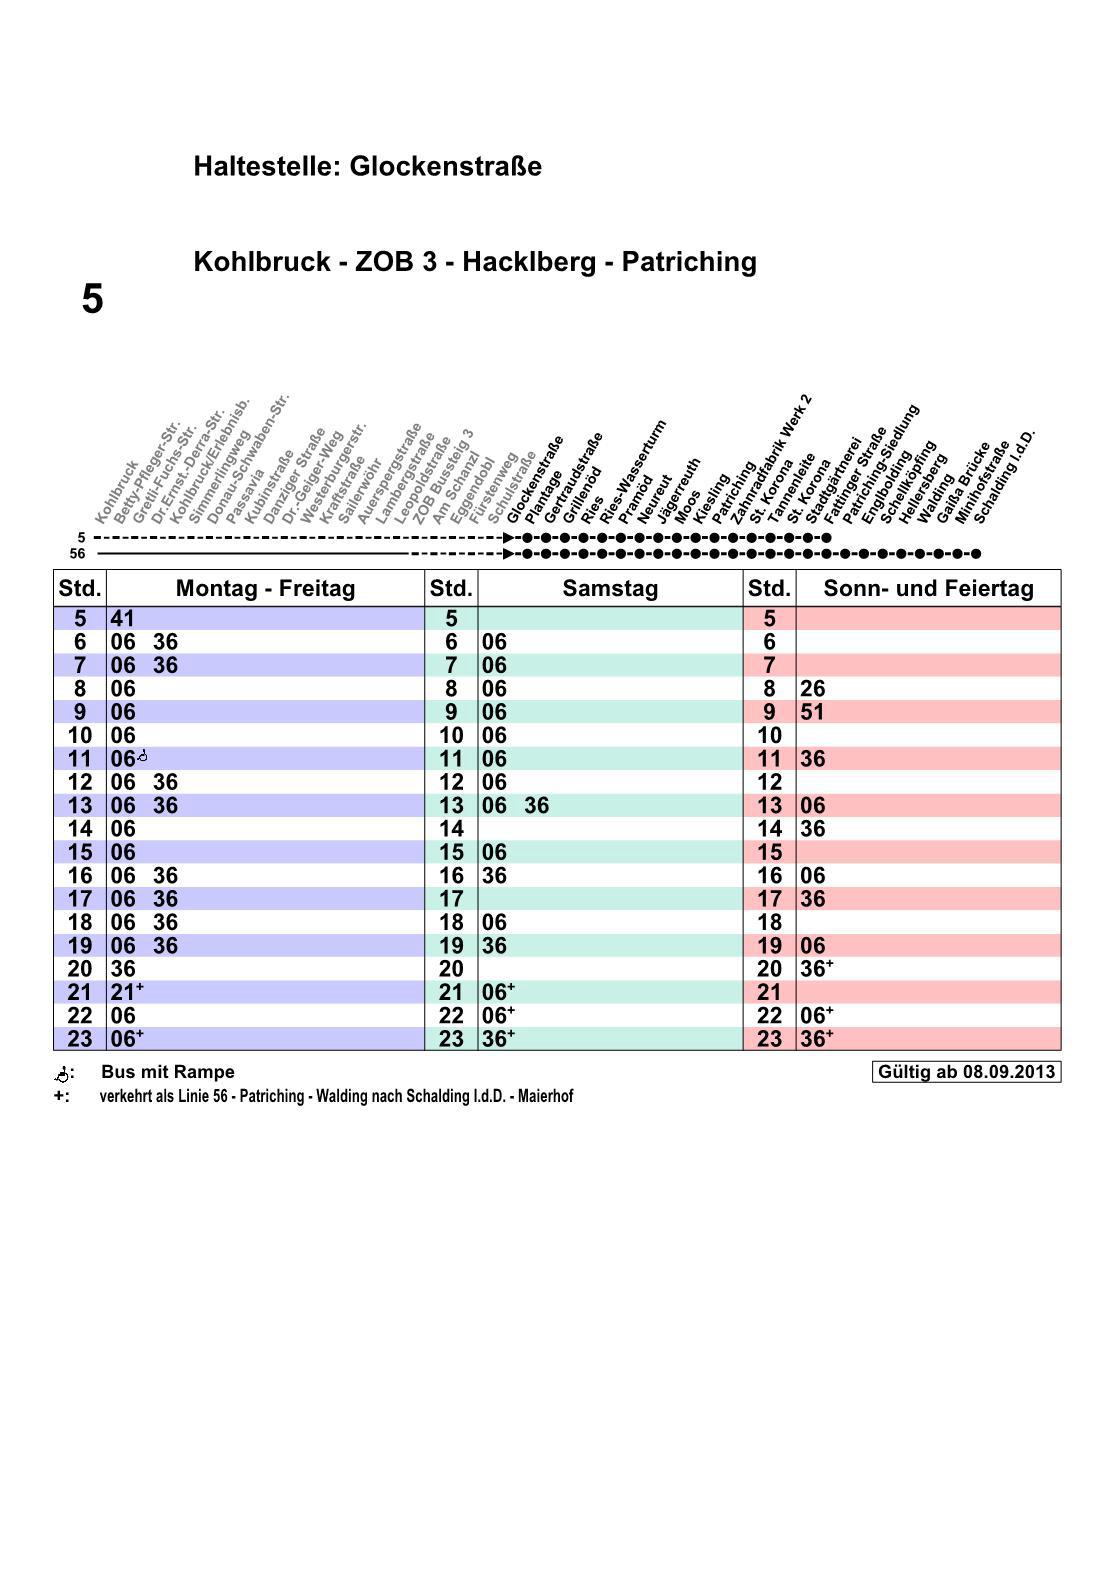 Haltestelle: Glockenstraße
Kohlbruck - ZOB 3 - Hacklberg - Patriching
5
Kohlbruck
Betty-Pfleger-Str.
Gretl-Fuchs-Str.
Dr.Ernst.-Derra-Str.
Kohlbruck/Erlebnisb.
Simmerlingweg
Donau-Schwaben-Str.
Passavia
Kubinstraße
Danziger Straße
Dr.-Geiger-Weg
Westerburgerstr.
Kraftstraße
Sailerwöhr
Auerspergstraße
Lambergstraße
Leopoldstraße
ZOB Bussteig 3
Am Schanzl
Eggendobl
Fürstenweg
Schulstraße
Glockenstraße
Plantage
Gertraudstraße
Grillenöd
Ries
Ries-Wasserturm
Pramöd
Neureut
Jägerreuth
Moos
Kiesling
Patriching
Zahnradfabrik Werk 2
St. Korona
Tannenleite
St. Korona
Stadtgärtnerei
Fattinger Straße
Patriching-Siedlung
Englbolding
Schellköpfing
Hellersberg
Walding
Gaißa Brücke
Minihofstraße
Schalding l.d.D.
5
56
Std. Montag - Freitag Std. Samstag Std. Sonn- und Feiertag
5 41 5 5
6 06 36 6 06 6
7 06 36 7 06 7
8 06 8 06 8 26
9 06 9 06 9 51
10 06 10 06 10
11 06 11 06 11 36
12 06 36 12 06 12
13 06 36 13 06 36 13 06
14 06 14 14 36
15 06 15 06 15
16 06 36 16 36 16 06
17 06 36 17 17 36
18 06 36 18 06 18
19 06 36 19 36 19 06
20 36 20 20 36+
21 21+ 21 06+ 21
22 06 22 06+ 22 06+
23 06+ 23 36+ 23 36+
: Bus mit Rampe Gültig ab 08.09.2013
+: verkehrt als Linie 56 - Patriching - Walding nach Schalding l.d.D. - Maierhof